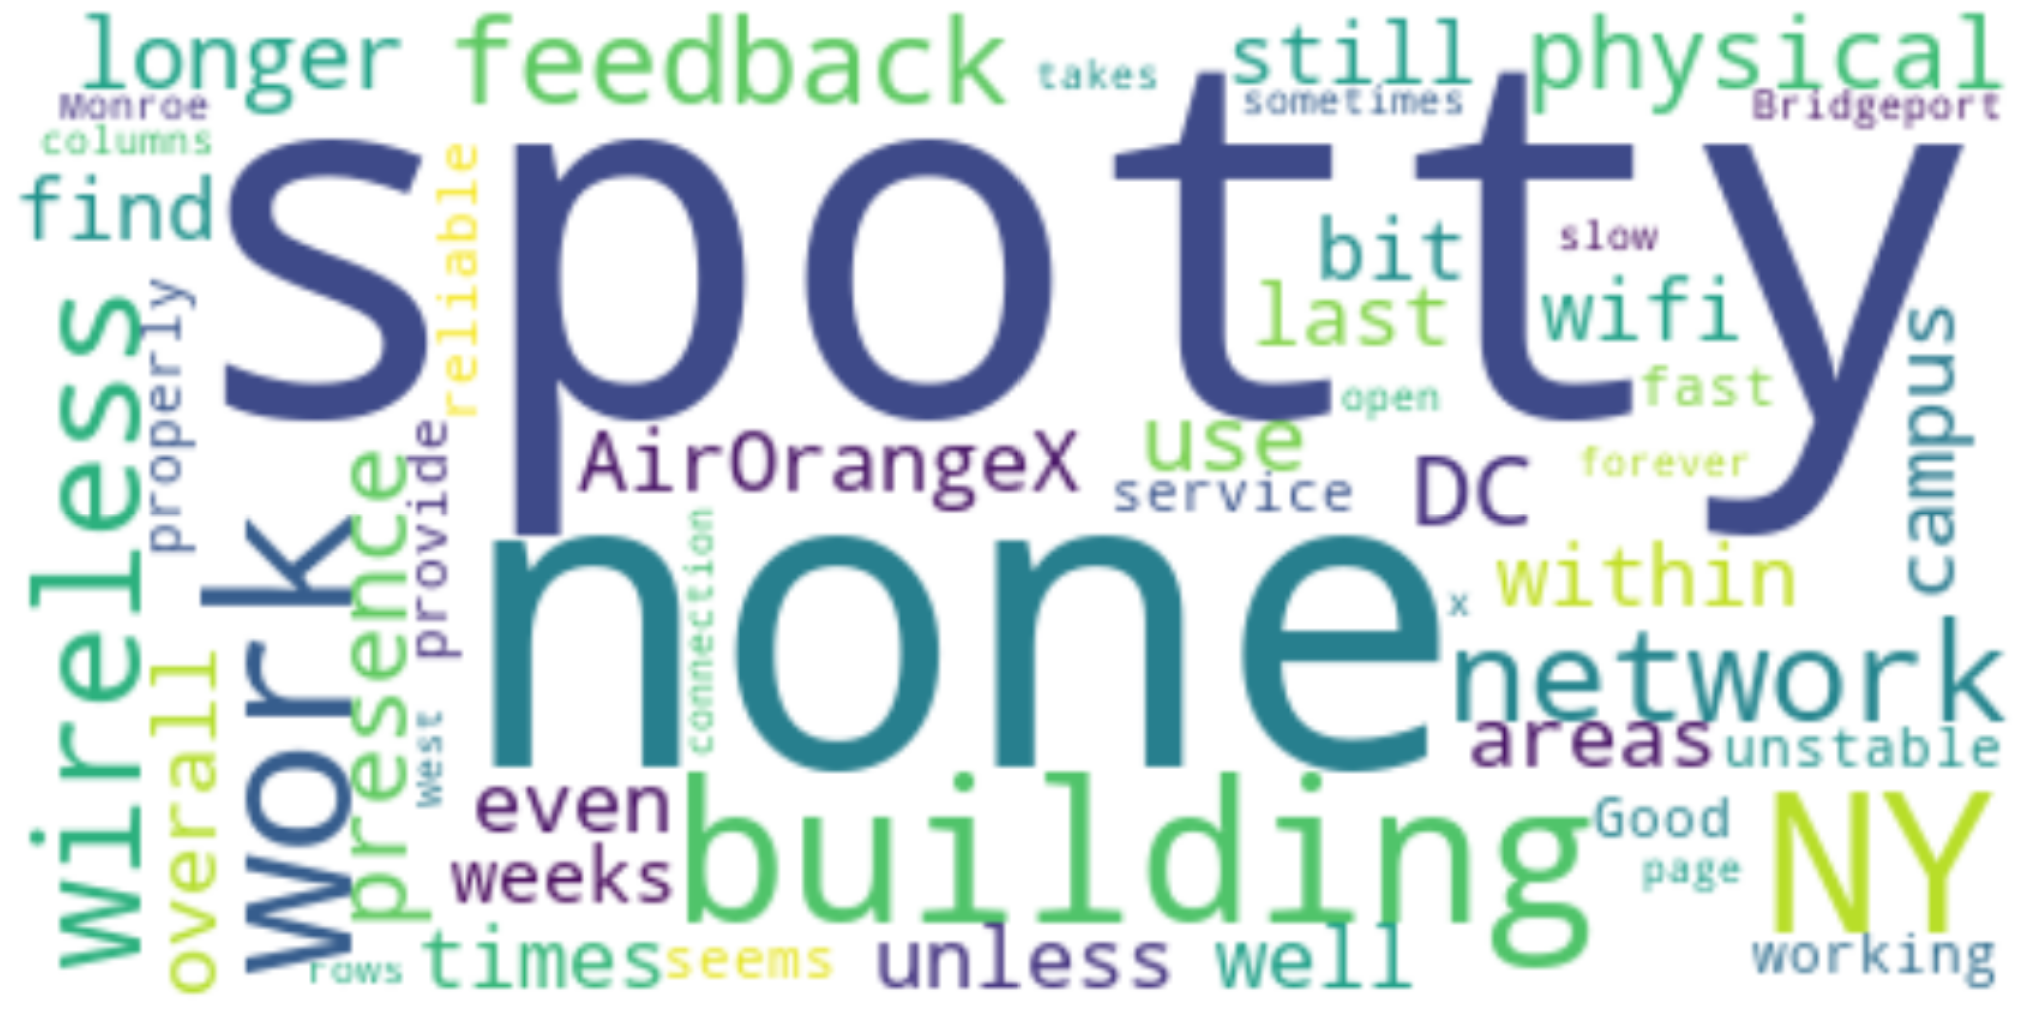 longer
feedback
takes
still
physical
Monroe
sometimes
Bridgeport
columns
spotty
find
reliable
bit
slow
last
wifi
wireless
properly
campus
open
fast
AirOrangeX
use
service
DC
forever
provide
presence
work
none
connection
x
within
network
overall
west
areas
unstable
even
building
Good
NY
weeks
page
times
seems
unless
well
working
rows